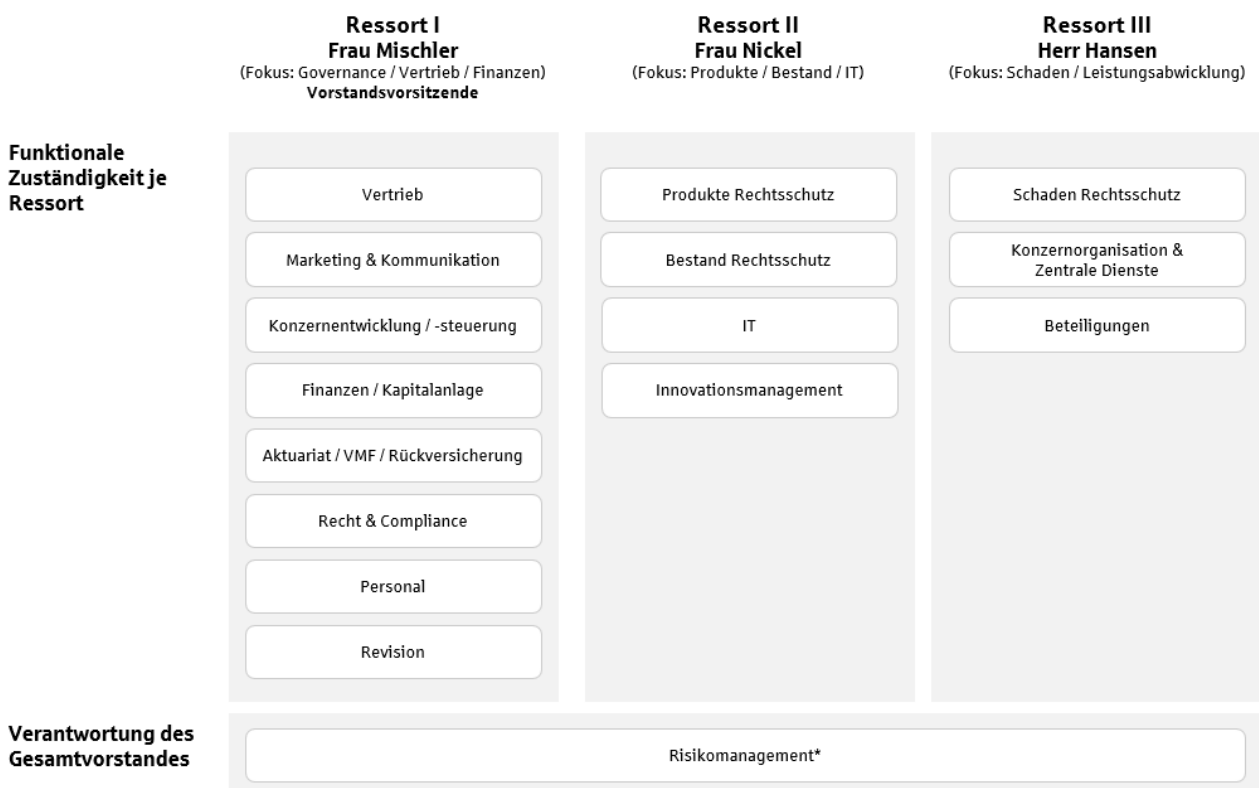 Ressort I
Frau Mischler
(Fokus: Governance / Vertrieb / Finanzen)
Vorstandsvorsitzende
Ressort II
Frau Nickel
(Fokus: Produkte / Bestand / IT)
Ressort III
Herr Hansen
(Fokus: Schaden / Leistungsabwicklung)
Funktionale
Zuständigkeit je
Ressort
Vertrieb
Marketing & Kommunikation
Konzernentwicklung / -steuerung
Finanzen / Kapitalanlage
Aktuariat / VMF / Rückversicherung
Recht & Compliance
Personal
Revision
Produkte Rechtsschutz
Bestand Rechtsschutz
IT
Innovationsmanagement
Schaden Rechtsschutz
Konzernorganisation &
Zentrale Dienste
Beteiligungen
Verantwortung des
Gesamtvorstandes
Risikomanagement*